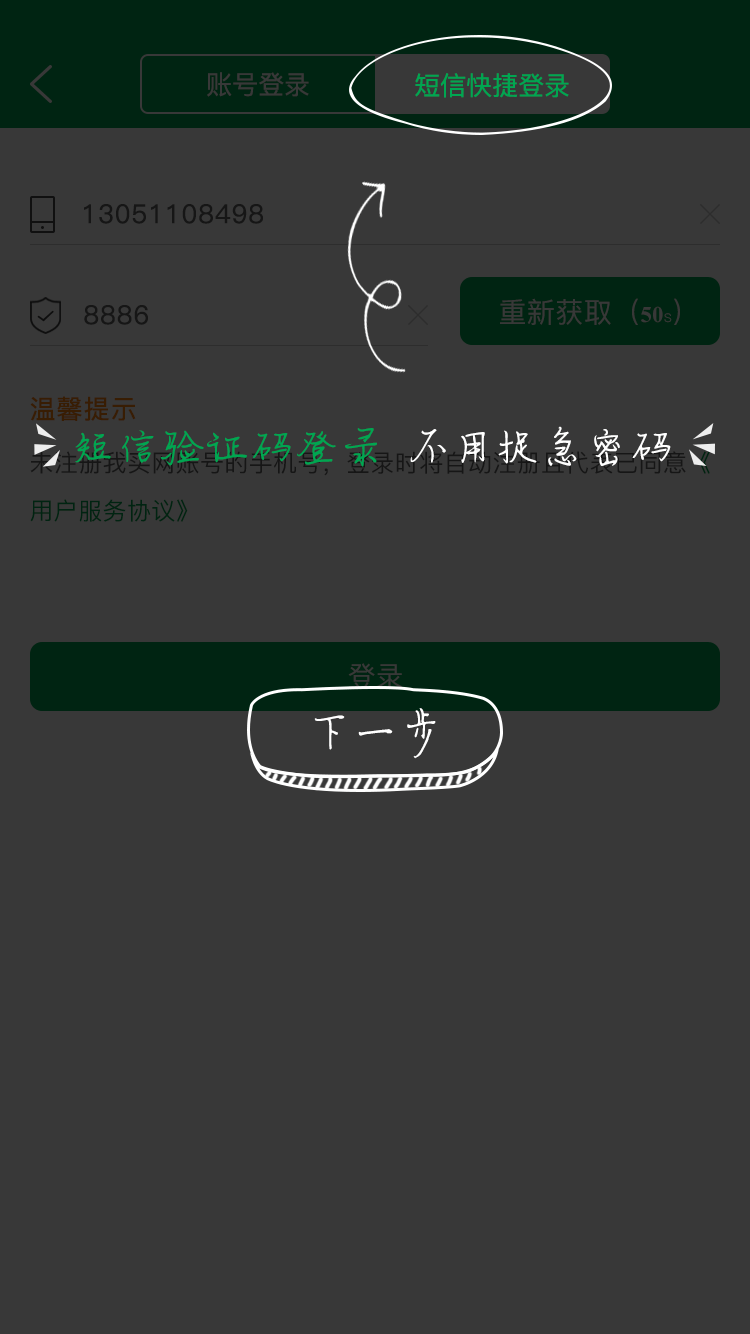 账号登录 短信快捷登录
13051108498
8886 重新获取（50s）
温馨提示
短信验证码登录 不用捉急密码
未注册我买网账号的手机号，登录时将自动注册且代表已同意《
用户服务协议》
登录
下一步